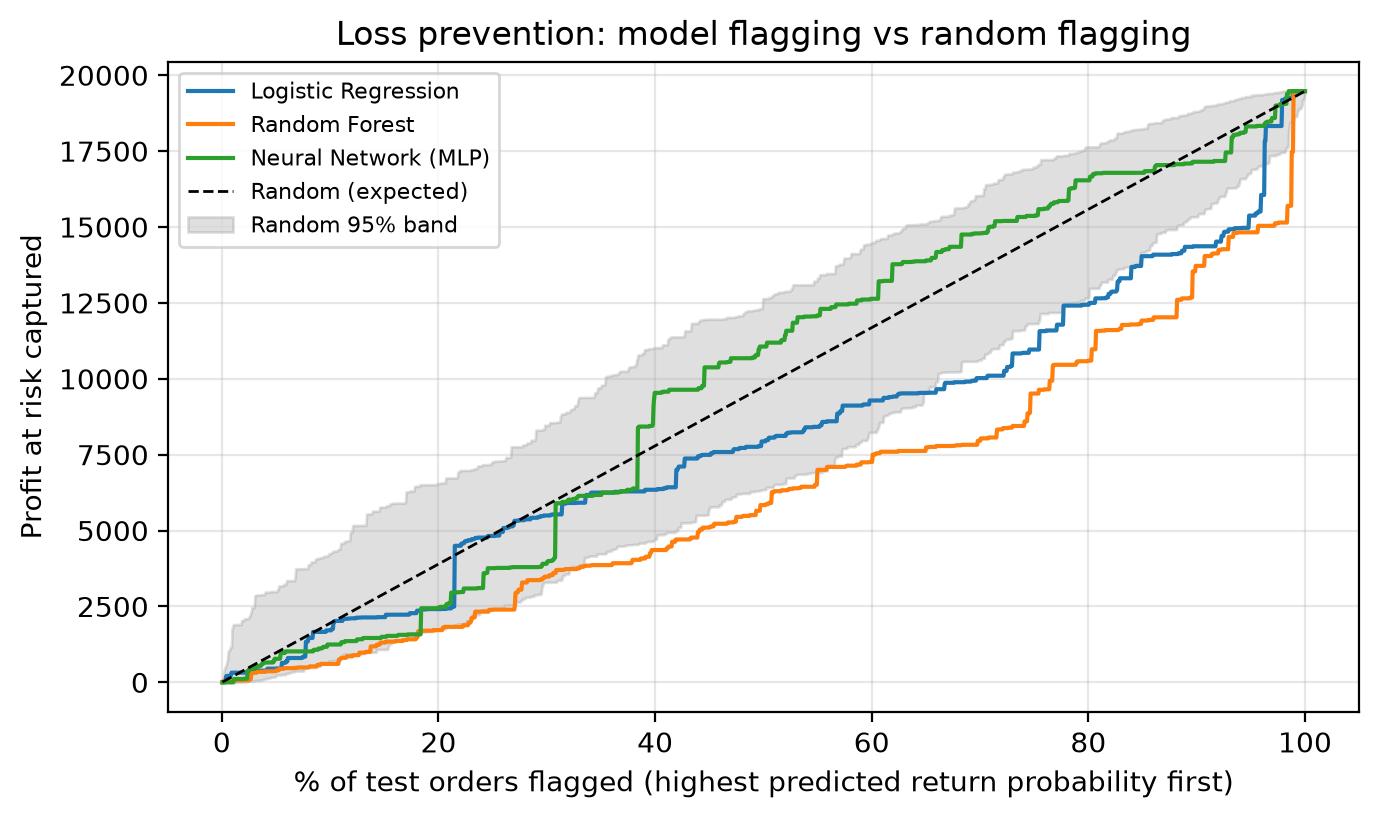 Loss prevention: model flagging vs random flagging
Logistic Regression
Random Forest
Neural Network (MLP)
Random (expected)
Random 95% band
Profit at risk captured
20000
17500
15000
12500
10000
7500
5000
2500
0
0 20 40 60 80 100
% of test orders flagged (highest predicted return probability first)